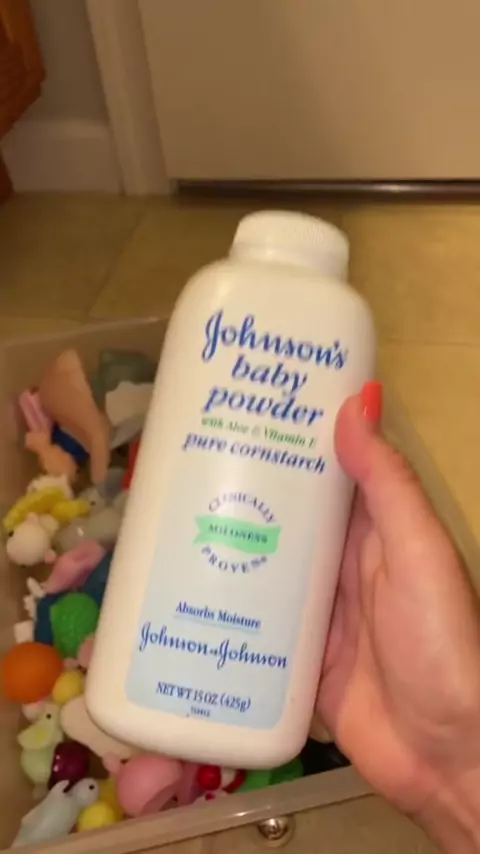 Johnson's
baby
powder
with Aloe & Vitamin E
pure cornstarch
CLINICALLY
MILDNESS
PROVEN
Absorbs Moisture
Johnson & Johnson
NET WT 15 OZ (425g)